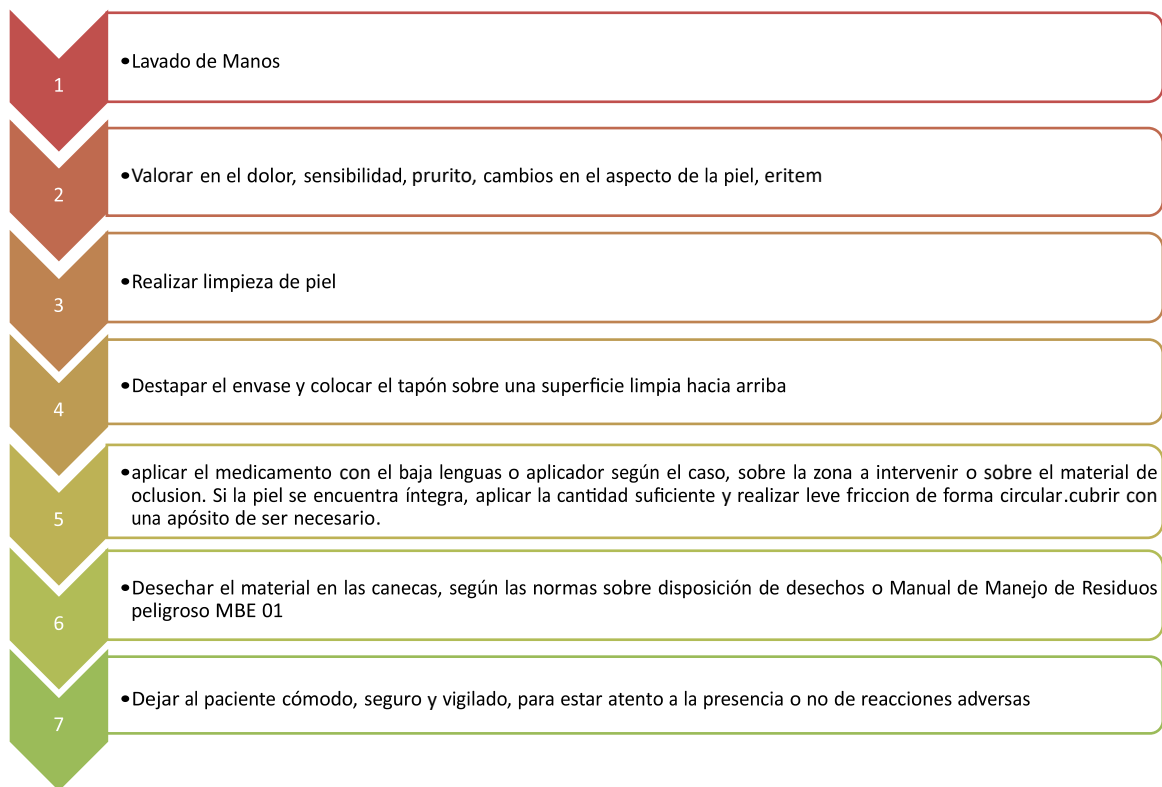 1
•Lavado de Manos
2
•Valorar en el dolor, sensibilidad, prurito, cambios en el aspecto de la piel, eritem
3
•Realizar limpieza de piel
4
•Destapar el envase y colocar el tapón sobre una superficie limpia hacia arriba
5
•aplicar el medicamento con el baja lenguas o aplicador según el caso, sobre la zona a intervenir o sobre el material de
oclusion. Si la piel se encuentra íntegra, aplicar la cantidad suficiente y realizar leve friccion de forma circular.cubrir con
una apósito de ser necesario.
6
•Desechar el material en las canecas, según las normas sobre disposición de desechos o Manual de Manejo de Residuos
peligroso MBE 01
7
•Dejar al paciente cómodo, seguro y vigilado, para estar atento a la presencia o no de reacciones adversas